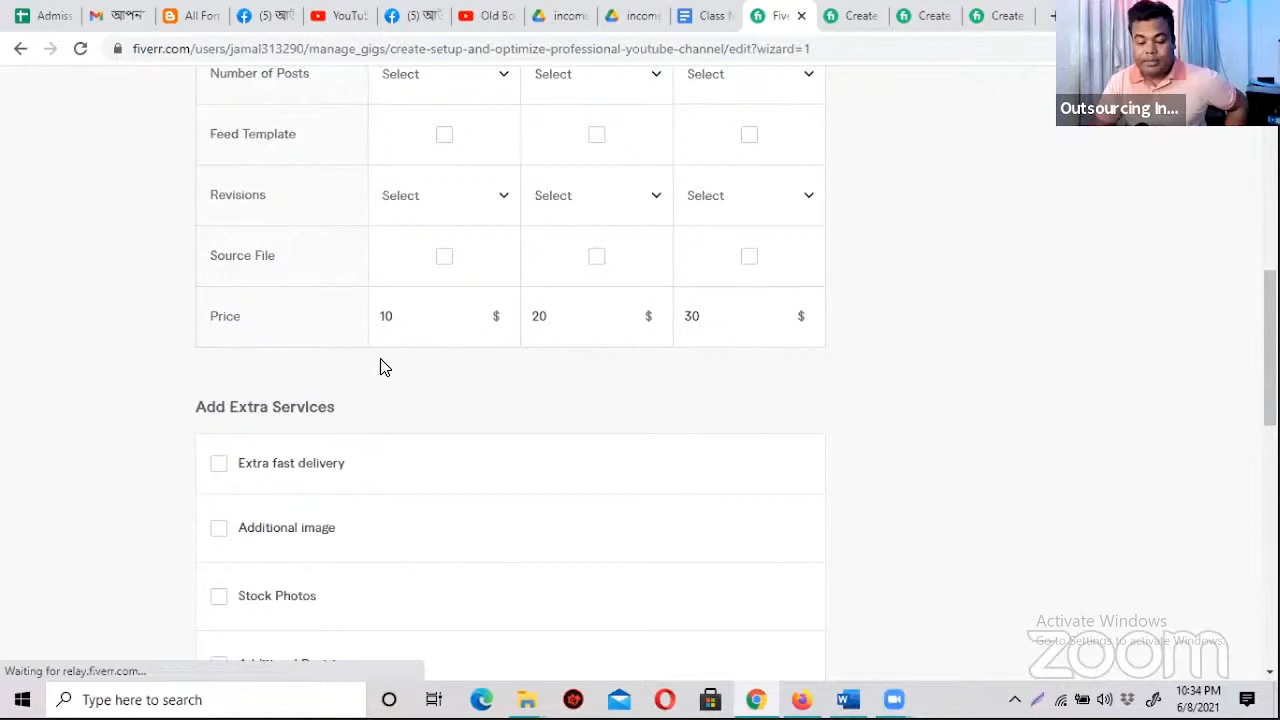 Admis
আপন
All For
(5) আ
YouTu
(5) আ
Old Bo
incom
incom
Class N
Five
Create
Create
Create
fiverr.com/users/jamal313290/manage_gigs/create-setup-and-optimize-professional-youtube-channel/edit?wizard=1
Outsourcing In...
Number of Posts Select Select Select
Feed Template
Revisions Select Select Select
Source File
Price 10 $ 20 $ 30 $
Add Extra Services
Extra fast delivery
Additional image
Stock Photos
Activate Windows
Go to Settings to activate Windows.
zoom
Waiting for relay.fiverr.com...
Type here to search
10:34 PM
6/8/2021